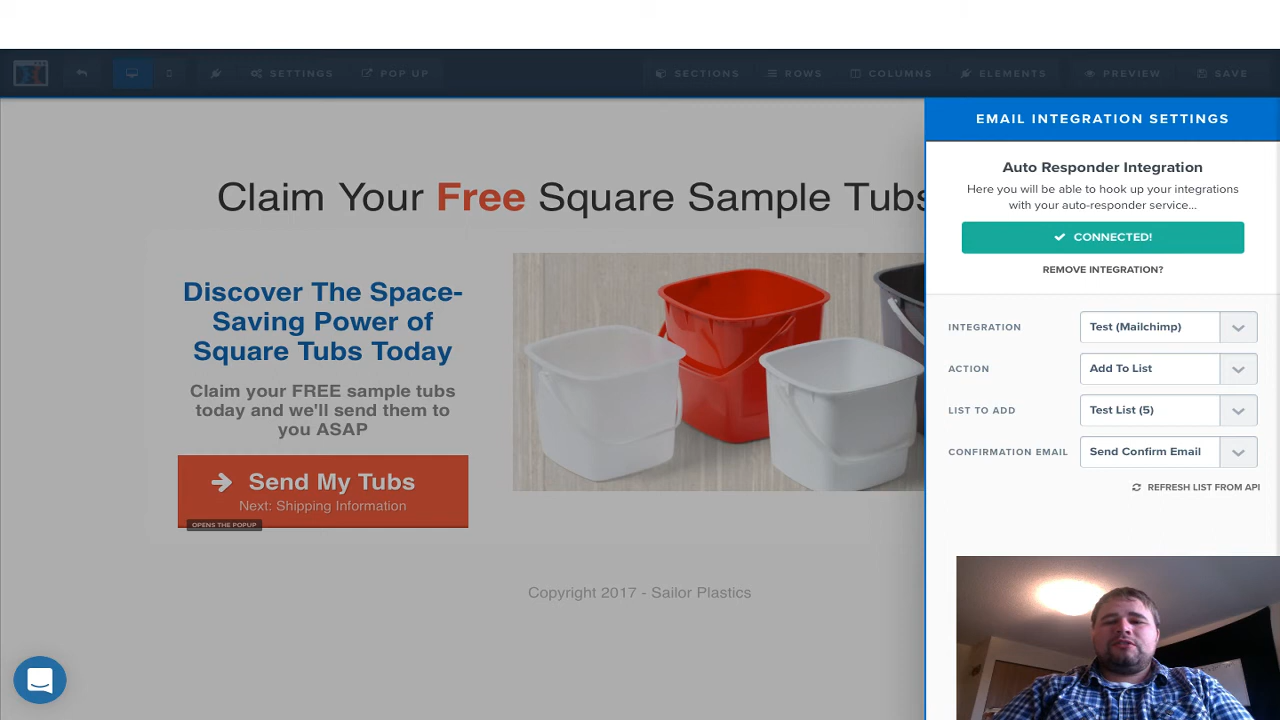 SETTINGS
POP UP
SECTIONS
ROWS
COLUMNS
ELEMENTS
PREVIEW
SAVE
EMAIL INTEGRATION SETTINGS
Auto Responder Integration
Here you will be able to hook up your integrations
with your auto-responder service...
CONNECTED!
REMOVE INTEGRATION?
INTEGRATION Test (Mailchimp)
ACTION Add To List
LIST TO ADD Test List (5)
CONFIRMATION EMAIL Send Confirm Email
REFRESH LIST FROM API
Claim Your Free Square Sample Tubs
Discover The Space-
Saving Power of
Square Tubs Today
Claim your FREE sample tubs
today and we'll send them to
you ASAP
Send My Tubs
Next: Shipping Information
OPENS THE POPUP
Copyright 2017 - Sailor Plastics